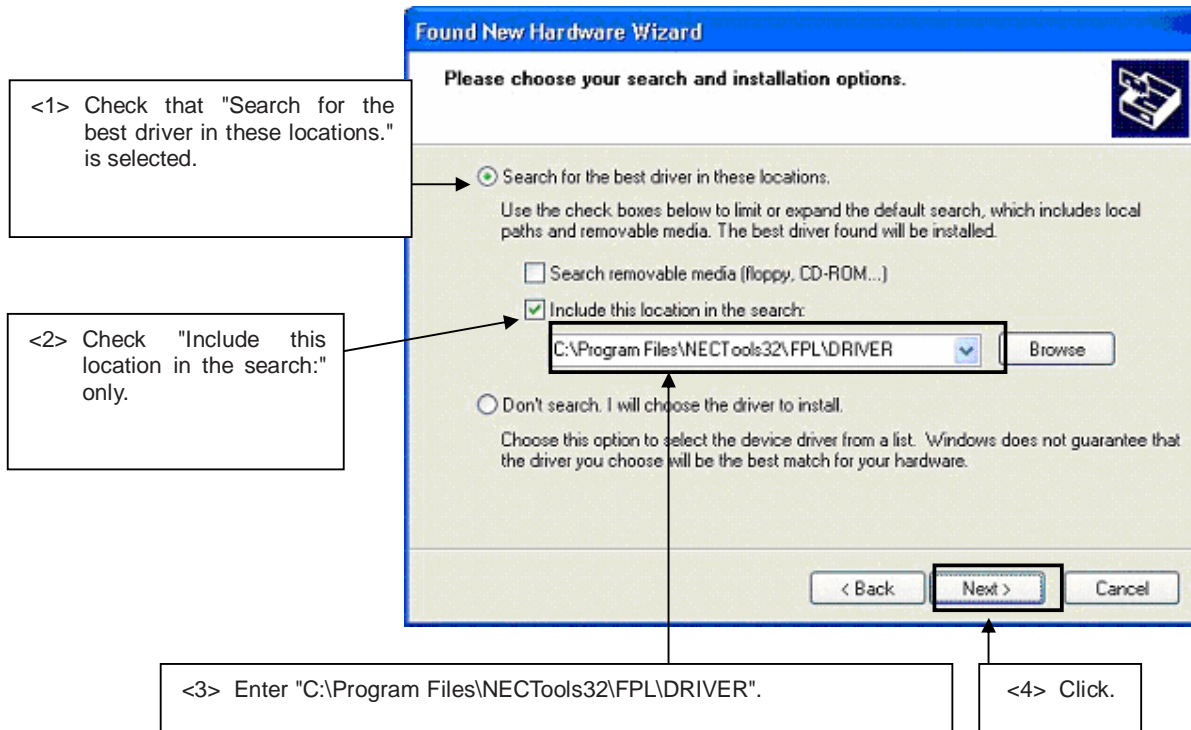 Found New Hardware Wizard
Please choose your search and installation options.
<1> Check that "Search for the
best driver in these locations."
is selected.
Search for the best driver in these locations.
Use the check boxes below to limit or expand the default search, which includes local
paths and removable media. The best driver found will be installed.
Search removable media (floppy, CD-ROM...)
Include this location in the search:
<2> Check "Include this
location in the search:"
only.
C:\Program Files\NECTools32\FPL\DRIVER
Browse
Don't search. I will choose the driver to install.
Choose this option to select the device driver from a list. Windows does not guarantee that
the driver you choose will be the best match for your hardware.
< Back
Next >
Cancel
<3> Enter "C:\Program Files\NECTools32\FPL\DRIVER".
<4> Click.